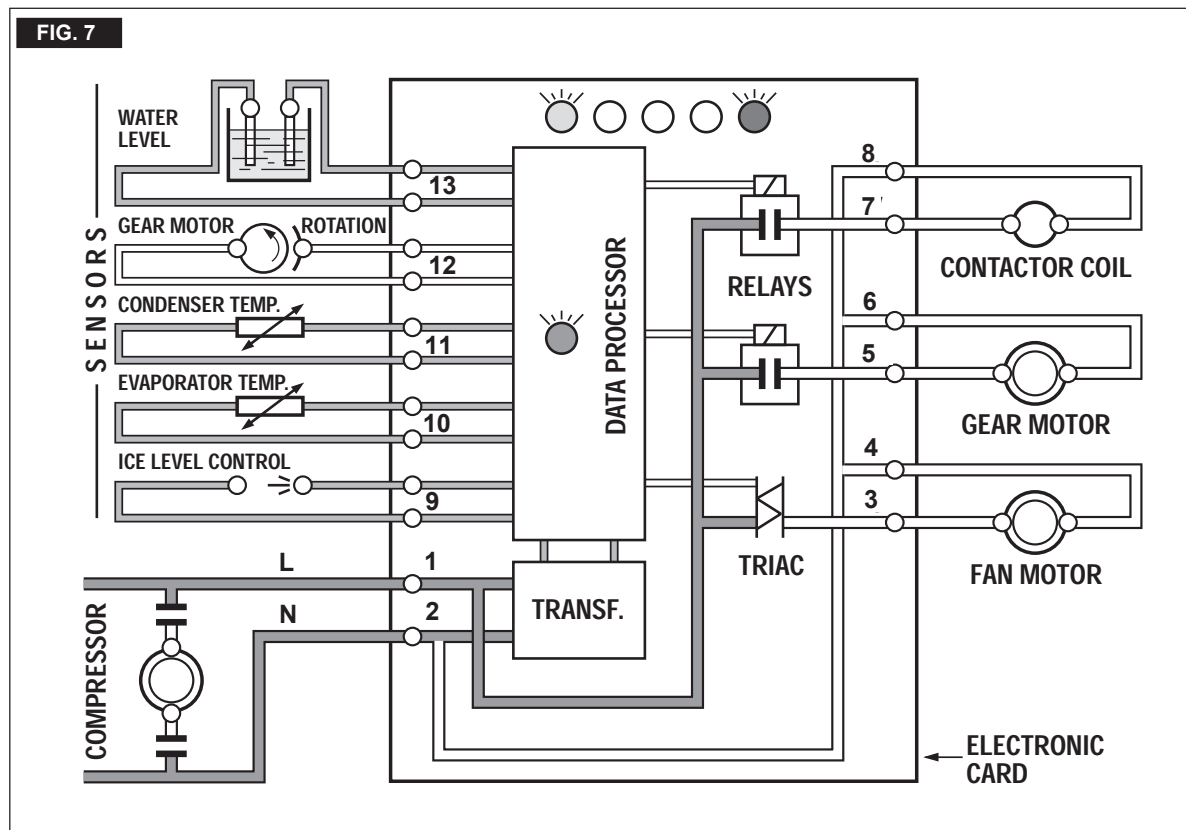 FIG. 7
WATER
LEVEL
13
GEAR MOTOR
ROTATION
12
CONDENSER TEMP.
11
EVAPORATOR TEMP.
10
ICE LEVEL CONTROL
9
SENSORS
L
1
N
2
COMPRESSOR
DATA PROCESSOR
TRANSF.
RELAYS
TRIAC
8
7
CONTACTOR COIL
6
5
GEAR MOTOR
4
3
FAN MOTOR
ELECTRONIC
CARD